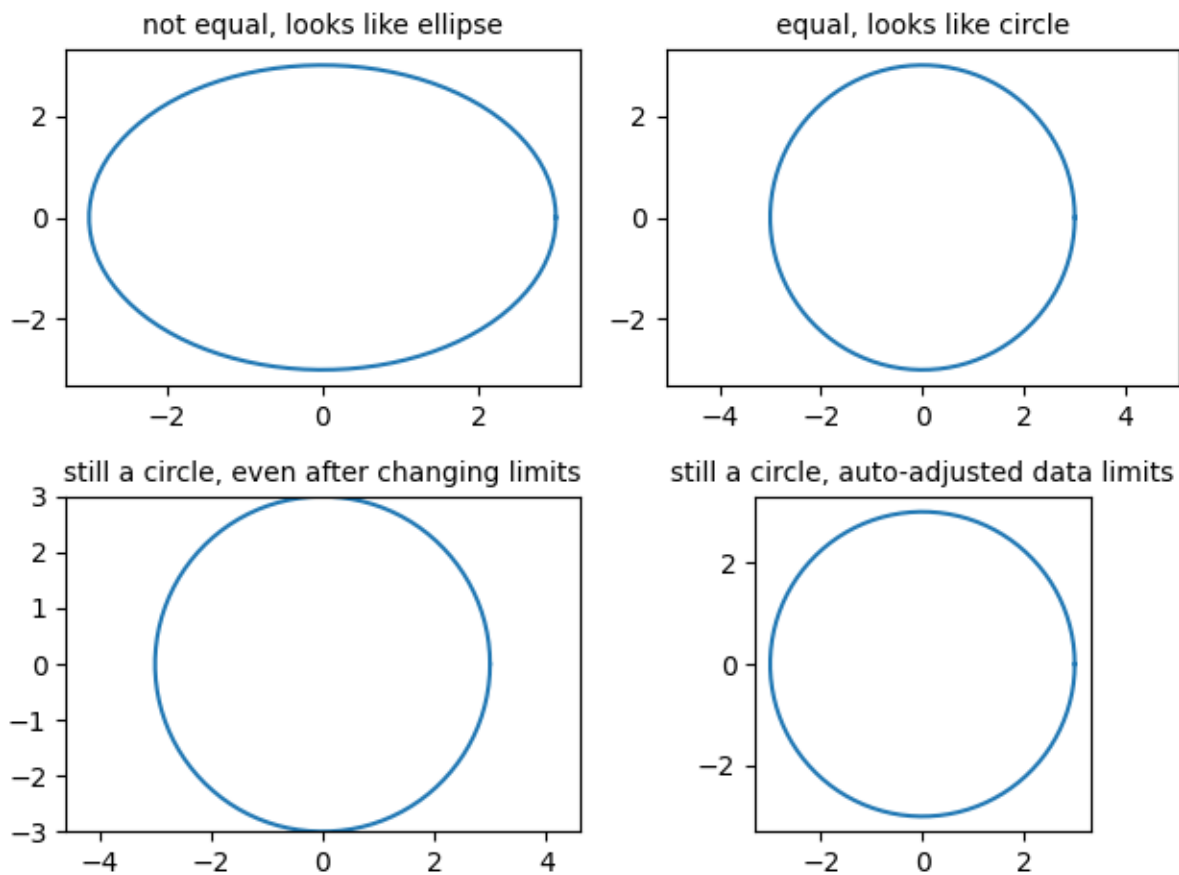 not equal, looks like ellipse
2
0
−2
−2 0 2
equal, looks like circle
2
0
−2
−4 −2 0 2 4
still a circle, even after changing limits
3
2
1
0
−1
−2
−3
−4 −2 0 2 4
still a circle, auto-adjusted data limits
2
0
−2
−2 0 2